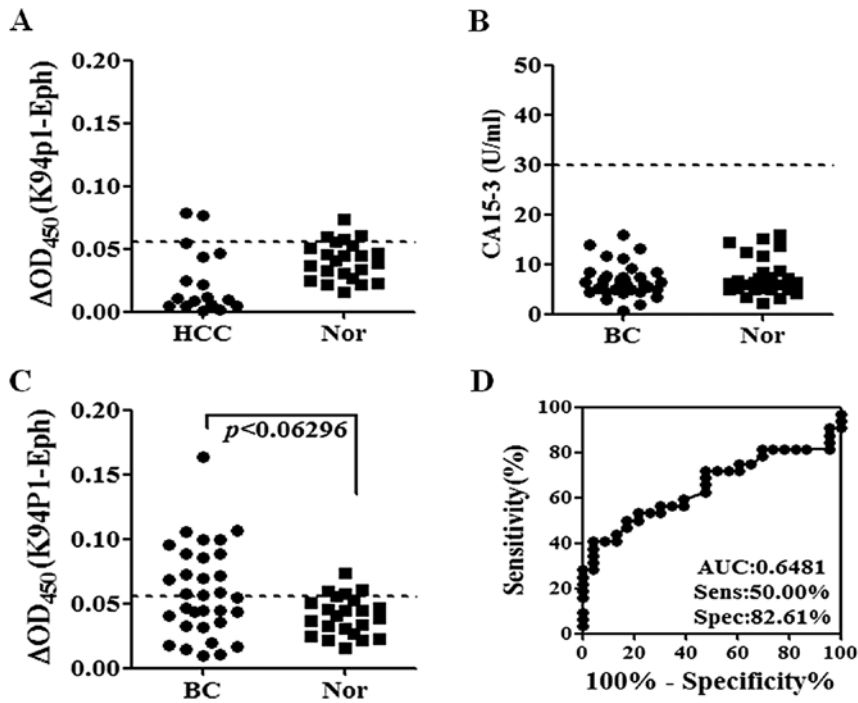 A
ΔOD450 (K94p1-Eph)
0.20
0.15
0.10
0.05
0.00
HCC
Nor
B
CA15-3 (U/ml)
50
40
30
20
10
0
BC
Nor
C
ΔOD450 (K94P1-Eph)
0.20
0.15
0.10
0.05
0.00
p<0.06296
BC
Nor
D
Sensitivity(%)
100
80
60
40
20
0
AUC:0.6481
Sens:50.00%
Spec:82.61%
0 20 40 60 80 100
100% - Specificity%